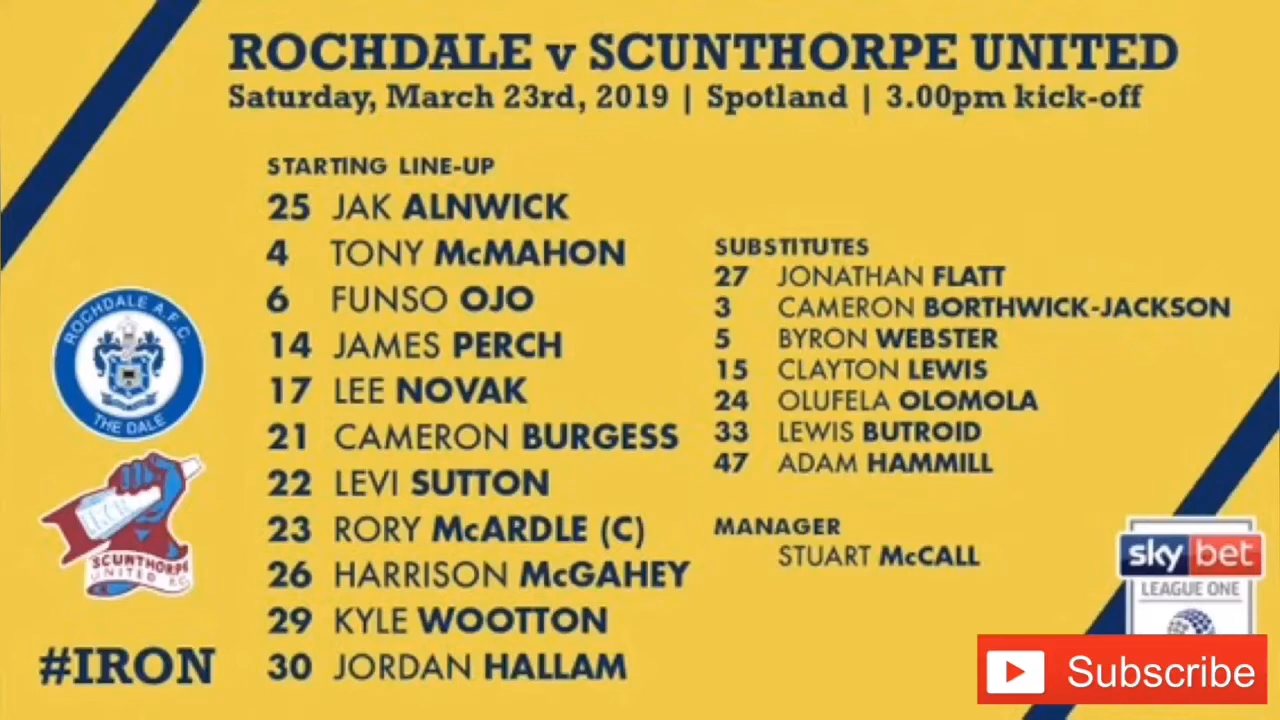 ROCHDALE v SCUNTHORPE UNITED
Saturday, March 23rd, 2019 | Spotland | 3.00pm kick-off
STARTING LINE-UP
25 JAK ALNWICK
4 TONY McMAHON
6 FUNSO OJO
14 JAMES PERCH
17 LEE NOVAK
21 CAMERON BURGESS
22 LEVI SUTTON
23 RORY McARDLE (C)
26 HARRISON McGAHEY
29 KYLE WOOTTON
30 JORDAN HALLAM
SUBSTITUTES
27 JONATHAN FLATT
3 CAMERON BORTHWICK-JACKSON
5 BYRON WEBSTER
15 CLAYTON LEWIS
24 OLUFELA OLOMOLA
33 LEWIS BUTROID
47 ADAM HAMMILL
MANAGER
STUART McCALL
ROCHDALE A.F.C.
THE DALE
SCUNTHORPE
UNITED F.C.
#IRON
sky bet
LEAGUE ONE
Subscribe